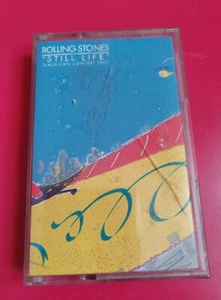 ROLLING STONES
"STILL LIFE"
(AMERICAN CONCERT 1981)